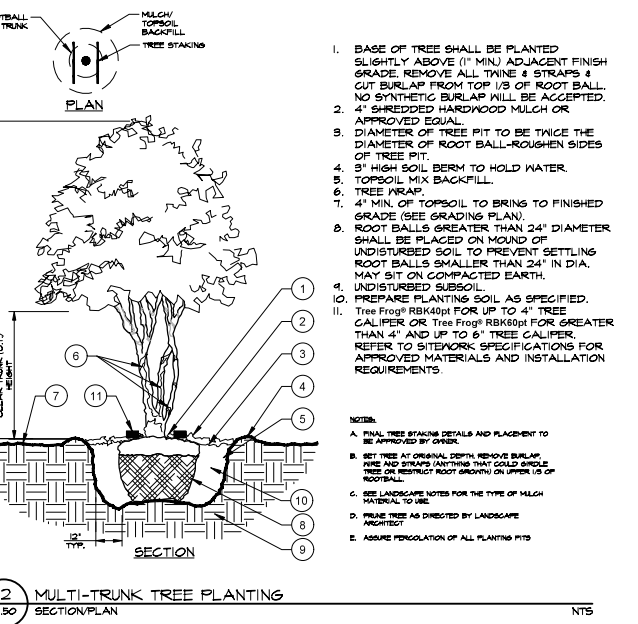 TBALL
TRUNK
MULCH/
TOPSOIL
BACKFILL
TREE STAKING
PLAN
1. BASE OF TREE SHALL BE PLANTED
SLIGHTLY ABOVE (1" MIN.) ADJACENT FINISH
GRADE. REMOVE ALL TWINE & STRAPS &
CUT BURLAP FROM TOP 1/3 OF ROOT BALL.
NO SYNTHETIC BURLAP WILL BE ACCEPTED.
2. 4" SHREDDED HARDWOOD MULCH OR
APPROVED EQUAL.
3. DIAMETER OF TREE PIT TO BE TWICE THE
DIAMETER OF ROOT BALL-ROUGHEN SIDES
OF TREE PIT.
4. 3" HIGH SOIL BERM TO HOLD WATER.
5. TOPSOIL MIX BACKFILL.
6. TREE WRAP.
7. 4" MIN. OF TOPSOIL TO BRING TO FINISHED
GRADE (SEE GRADING PLAN).
8. ROOT BALLS GREATER THAN 24" DIAMETER
SHALL BE PLACED ON MOUND OF
UNDISTURBED SOIL TO PREVENT SETTLING
ROOT BALLS SMALLER THAN 24" IN DIA.
MAY SIT ON COMPACTED EARTH.
9. UNDISTURBED SUBSOIL.
10. PREPARE PLANTING SOIL AS SPECIFIED.
11. Tree Frog® RBK40pt FOR UP TO 4" TREE
CALIPER OR Tree Frog® RBK60pt FOR GREATER
THAN 4" AND UP TO 6" TREE CALIPER.
REFER TO SITEWORK SPECIFICATIONS FOR
APPROVED MATERIALS AND INSTALLATION
REQUIREMENTS.
1
2
3
4
5
6
7
11
10
8
9
HEIGHT
12"
TYP.
SECTION
NOTES:
A. FINAL TREE STAKING DETAILS AND PLACEMENT TO
BE APPROVED BY OWNER.
B. SET TREE AT ORIGINAL DEPTH. REMOVE BURLAP,
WIRE AND STRAPS (ANYTHING THAT COULD GIRDLE
TREE OR RESTRICT ROOT GROWTH) ON UPPER 1/3 OF
ROOTBALL.
C. SEE LANDSCAPE NOTES FOR THE TYPE OF MULCH
MATERIAL TO USE.
D. PRUNE TREE AS DIRECTED BY LANDSCAPE
ARCHITECT
E. ASSURE PERCOLATION OF ALL PLANTING PITS
2
.50
MULTI-TRUNK TREE PLANTING
SECTION/PLAN
NTS